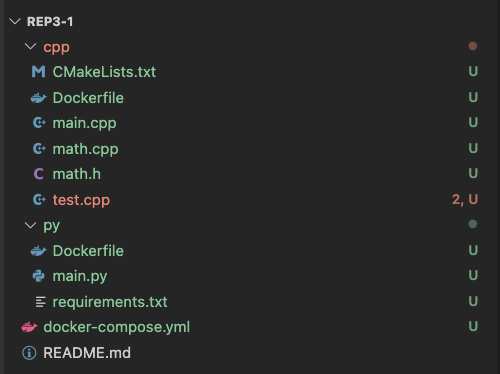 REP3-1
cpp
CMakeLists.txt U
Dockerfile U
main.cpp U
math.cpp U
math.h U
test.cpp 2, U
py
Dockerfile U
main.py U
requirements.txt U
docker-compose.yml U
README.md